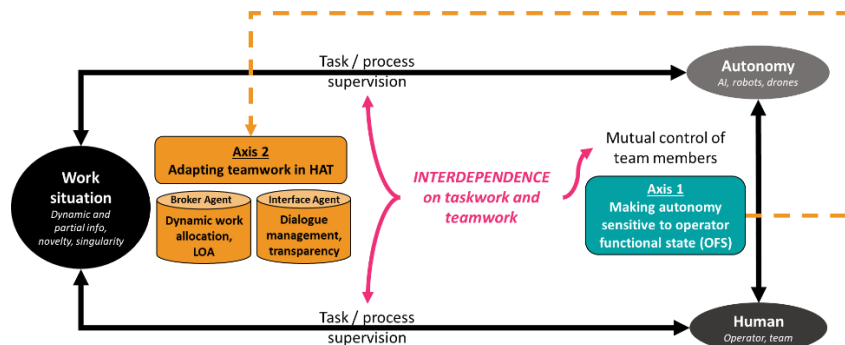 Task / process
supervision
Autonomy
AI, robots, drones
Axis 2
Adapting teamwork in HAT
Mutual control of
team members
Work
situation
Dynamic and
partial info,
novelty, singularity
Broker Agent
Dynamic work
allocation,
LOA
Interface Agent
Dialogue
management,
transparency
INTERDEPENDENCE
on taskwork and
teamwork
Axis 1
Making autonomy
sensitive to operator
functional state (OFS)
Task / process
supervision
Human
Operator, team